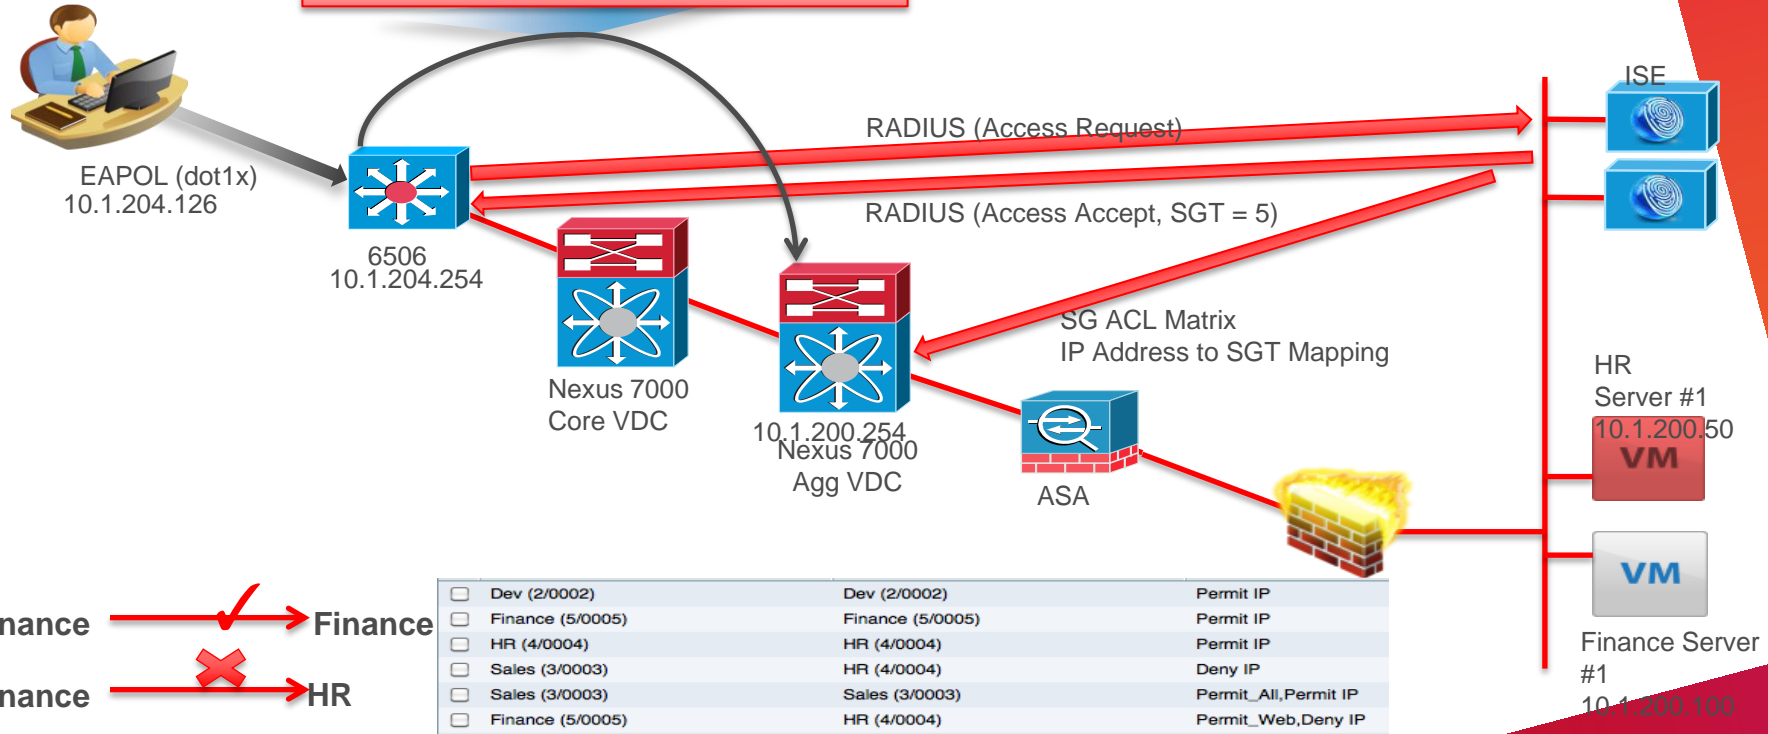 ISE
RADIUS (Access Request)
EAPOL (dot1x)
10.1.204.126
RADIUS (Access Accept, SGT = 5)
6506
10.1.204.254
SG ACL Matrix
IP Address to SGT Mapping
Nexus 7000
Core VDC
10.1.200.254
Nexus 7000
Agg VDC
ASA
HR
Server #1
10.1.200.50
VM
VM
Finance Server
#1
10.1.200.100
nance
Finance
nance
HR
Dev (2/0002) Dev (2/0002) Permit IP
Finance (5/0005) Finance (5/0005) Permit IP
HR (4/0004) HR (4/0004) Permit IP
Sales (3/0003) HR (4/0004) Deny IP
Sales (3/0003) Sales (3/0003) Permit_All,Permit IP
Finance (5/0005) HR (4/0004) Permit_Web,Deny IP